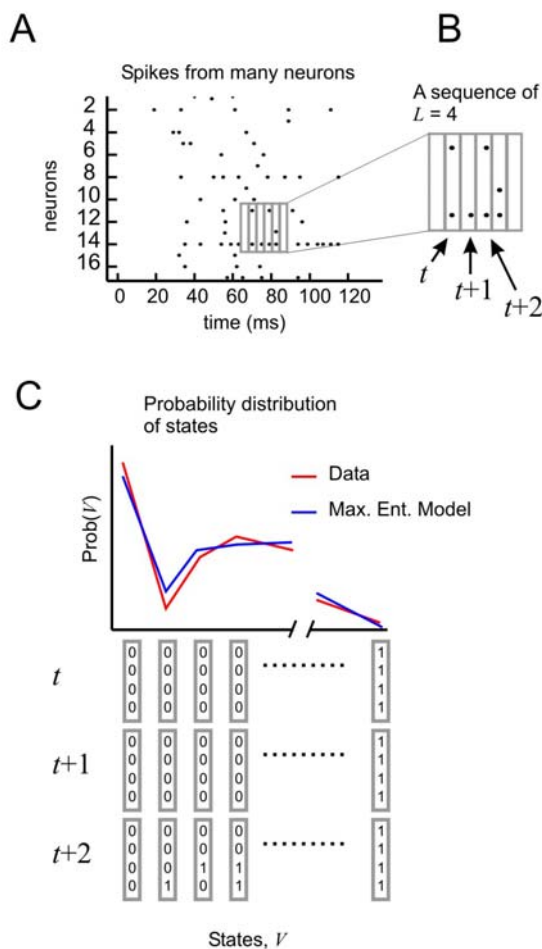 A
Spikes from many neurons
neurons
2
4
6
8
10
12
14
16
0 20 40 60 80 100 120
time (ms)
B
A sequence of
L = 4
t
t+1
t+2
C
Probability distribution
of states
Data
Max. Ent. Model
Prob(V)
t
0 0 0 0 1
0 0 0 0 1
0 0 0 0 1
0 0 0 0 1
t+1
0 0 0 0 1
0 0 0 0 1
0 0 0 0 1
0 0 0 0 1
t+2
0 0 0 0 1
0 0 0 0 1
0 0 1 1 1
0 1 0 1 1
States, V